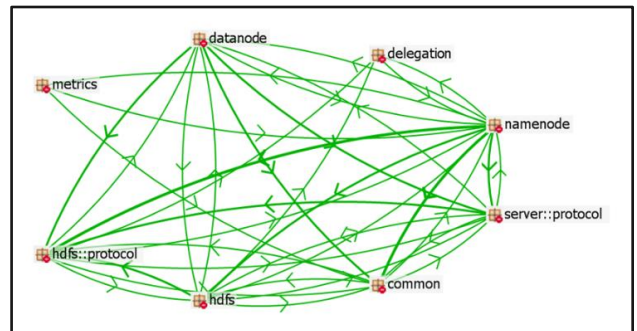 datanode
delegation
metrics
namenode
server::protocol
hdfs::protocol
common
hdfs